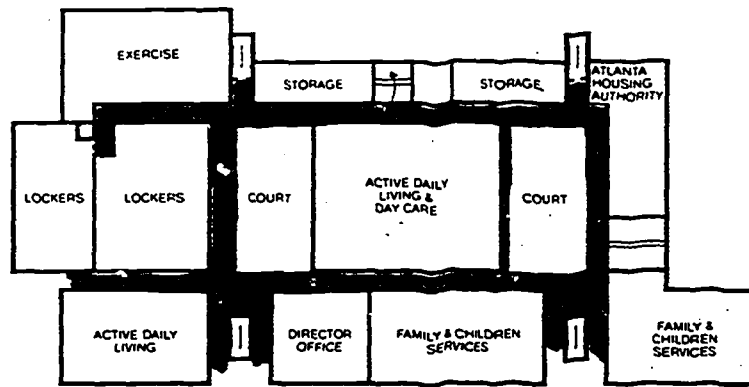 EXERCISE
STORAGE
STORAGE
ATLANTA
HOUSING
AUTHORITY
LOCKERS
LOCKERS
COURT
ACTIVE DAILY
LIVING &
DAY CARE
COURT
ACTIVE DAILY
LIVING
DIRECTOR
OFFICE
FAMILY & CHILDREN
SERVICES
FAMILY &
CHILDREN
SERVICES